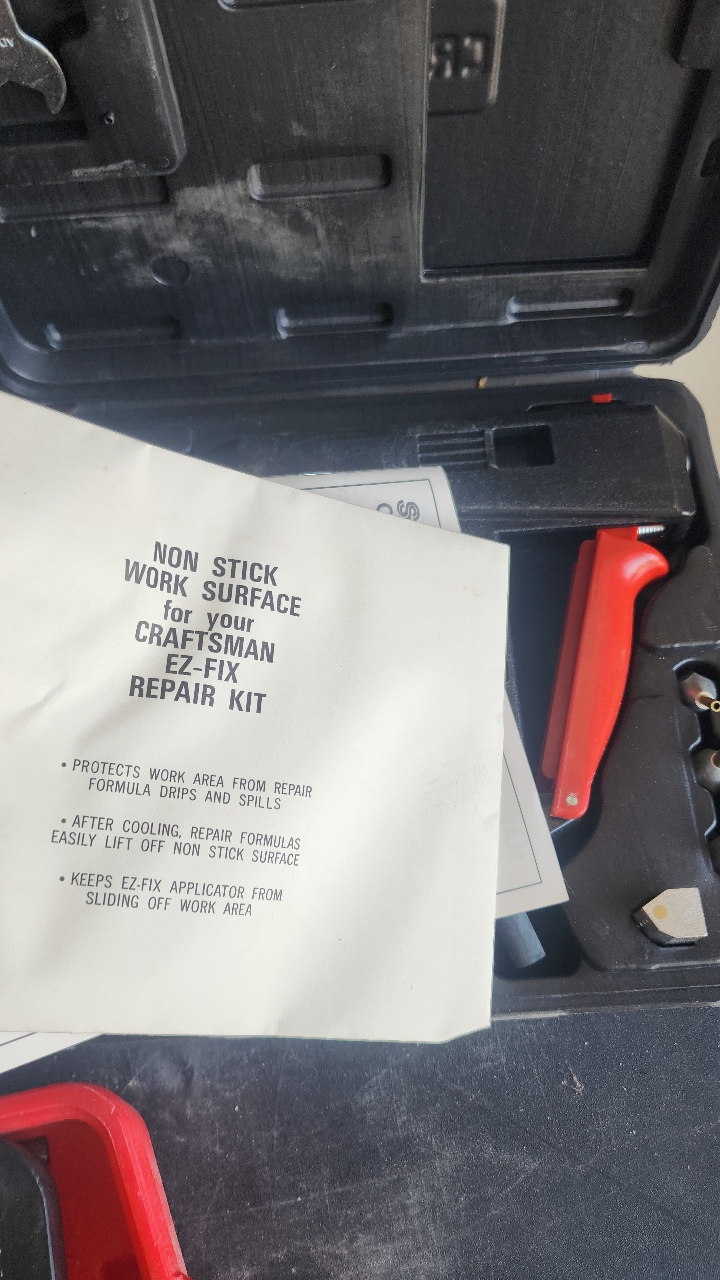 NON STICK
WORK SURFACE
for your
CRAFTSMAN
EZ-FIX
REPAIR KIT
• PROTECTS WORK AREA FROM REPAIR
FORMULA DRIPS AND SPILLS
• AFTER COOLING, REPAIR FORMULAS
EASILY LIFT OFF NON STICK SURFACE
• KEEPS EZ-FIX APPLICATOR FROM
SLIDING OFF WORK AREA